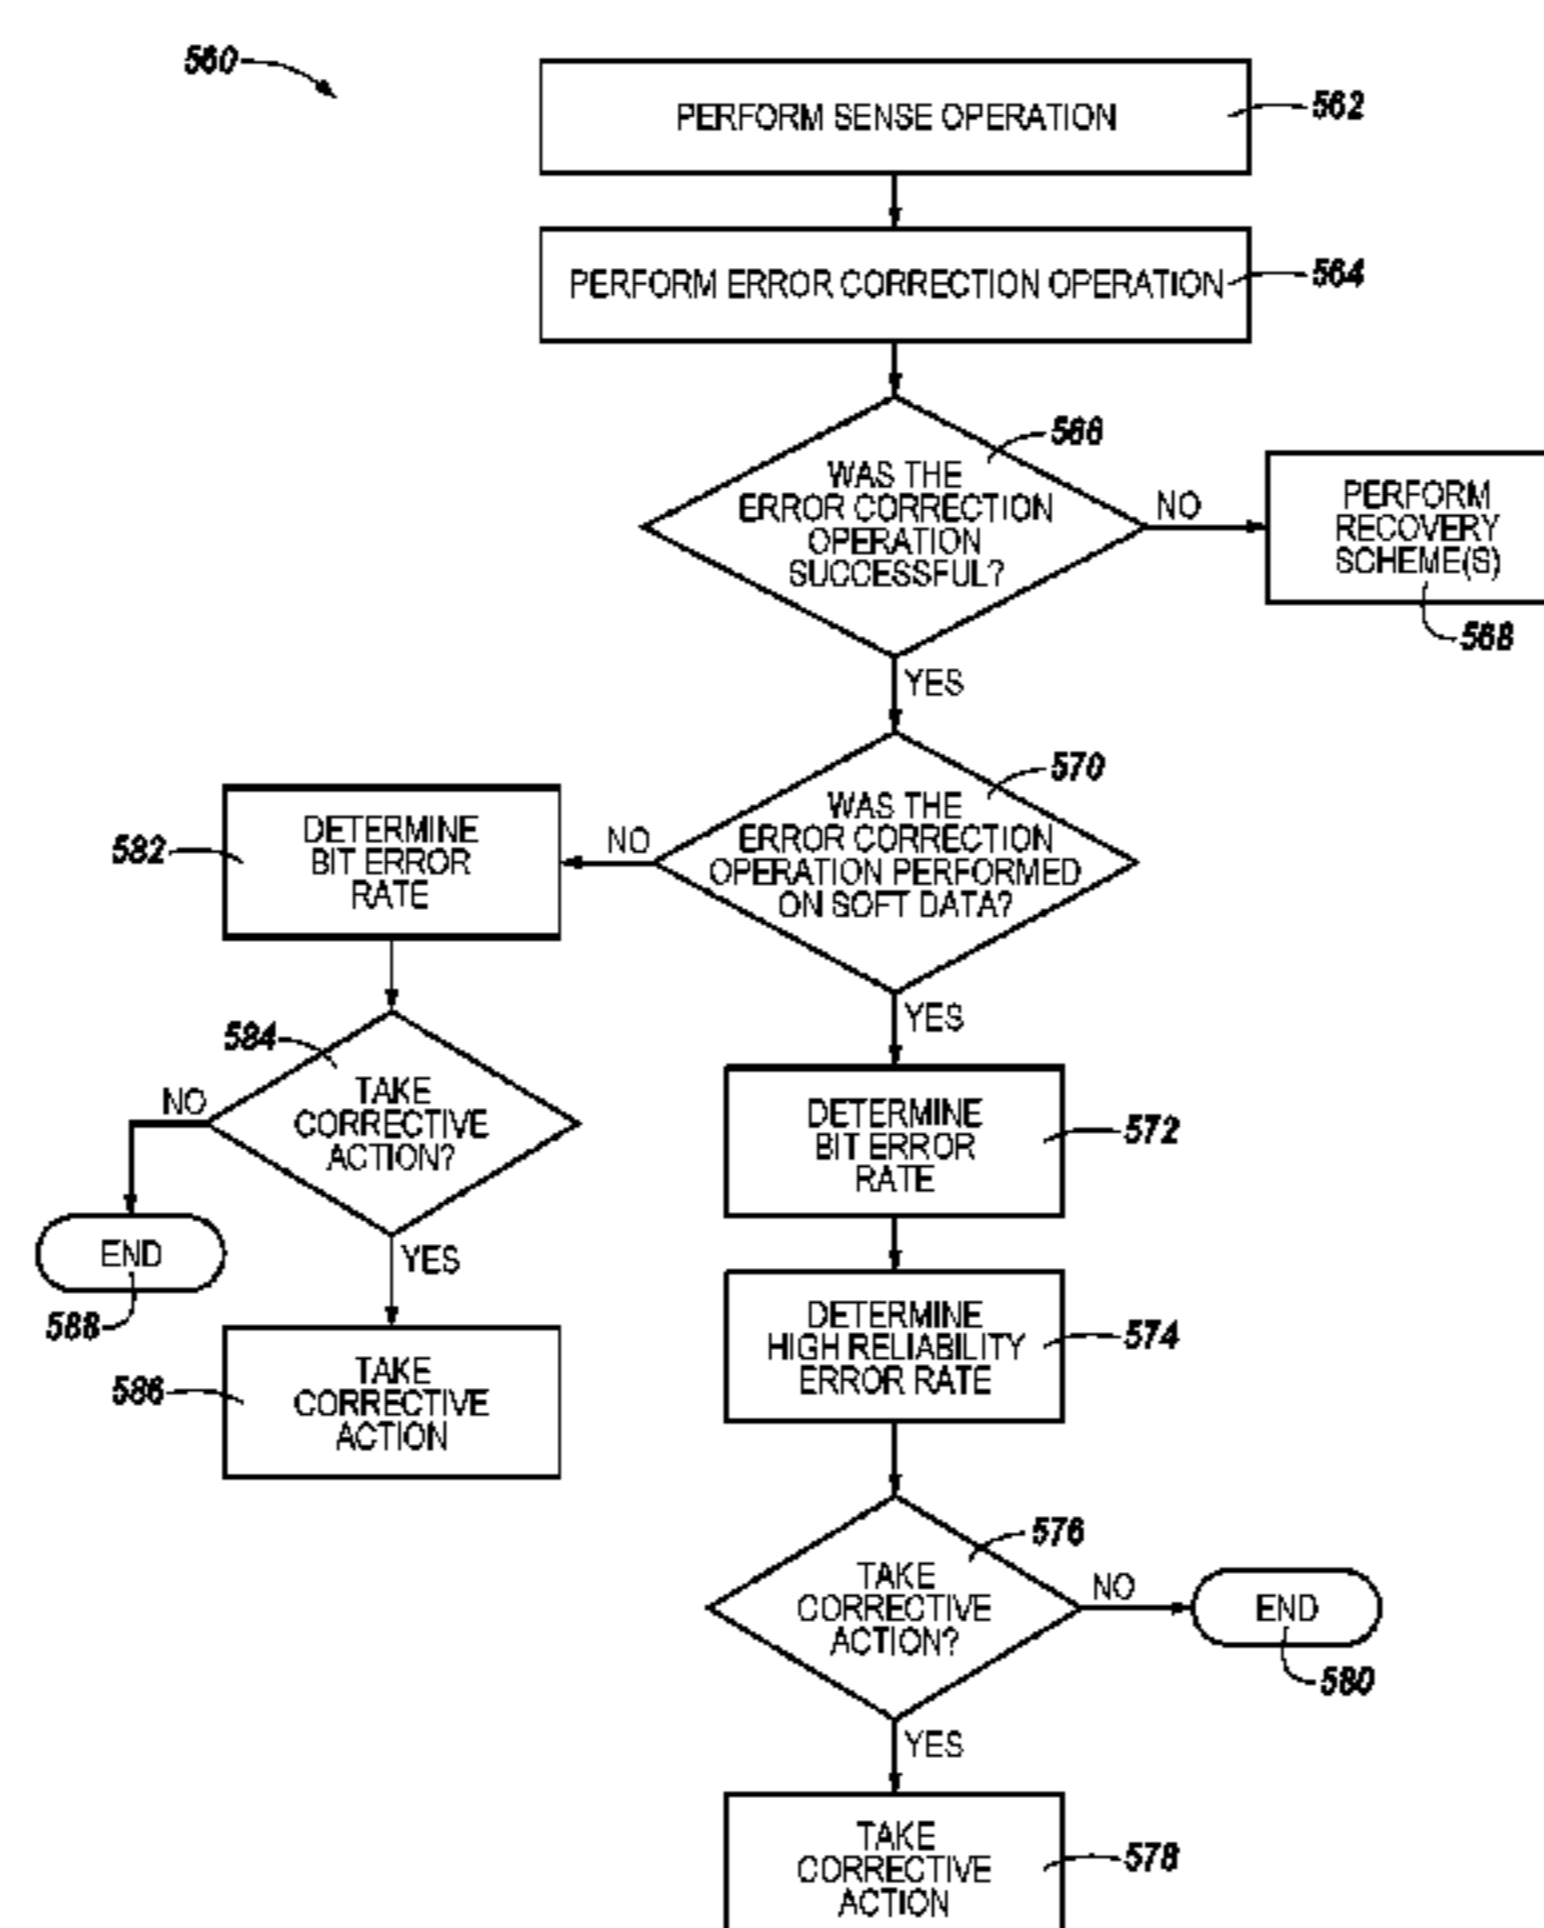 560
PERFORM SENSE OPERATION
562
PERFORM ERROR CORRECTION OPERATION
564
566
WAS THE
ERROR CORRECTION
OPERATION
SUCCESSFUL?
NO
PERFORM
RECOVERY
SCHEME(S)
568
YES
570
WAS THE
ERROR CORRECTION
OPERATION PERFORMED
ON SOFT DATA?
NO
582
DETERMINE
BIT ERROR
RATE
584
TAKE
CORRECTIVE
ACTION?
NO
END
588
YES
586
TAKE
CORRECTIVE
ACTION
YES
DETERMINE
BIT ERROR
RATE
572
DETERMINE
HIGH RELIABILITY
ERROR RATE
574
576
TAKE
CORRECTIVE
ACTION?
NO
END
580
YES
TAKE
CORRECTIVE
ACTION
578